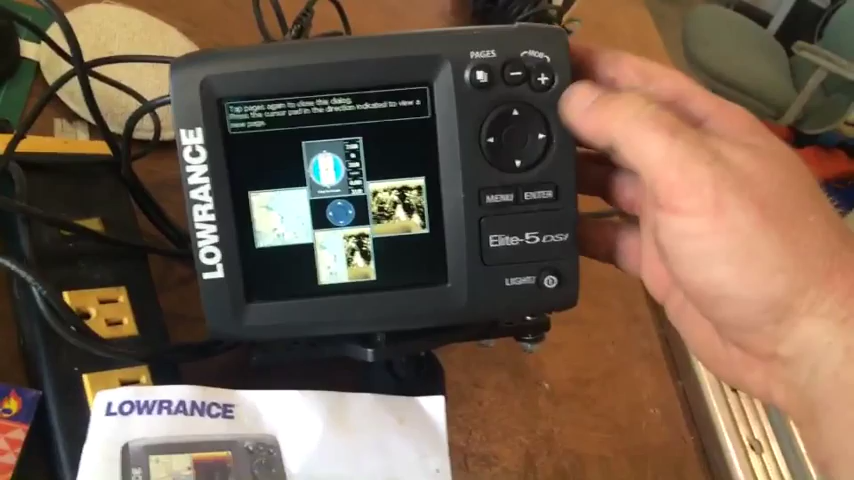 PAGES
MOB
Tap pages again to close the dialog.
Press the cursor pad in the direction indicated to view a
new page.
LOWRANCE
MENU ENTER
Elite-5 DSI
LIGHT
LOWRANCE